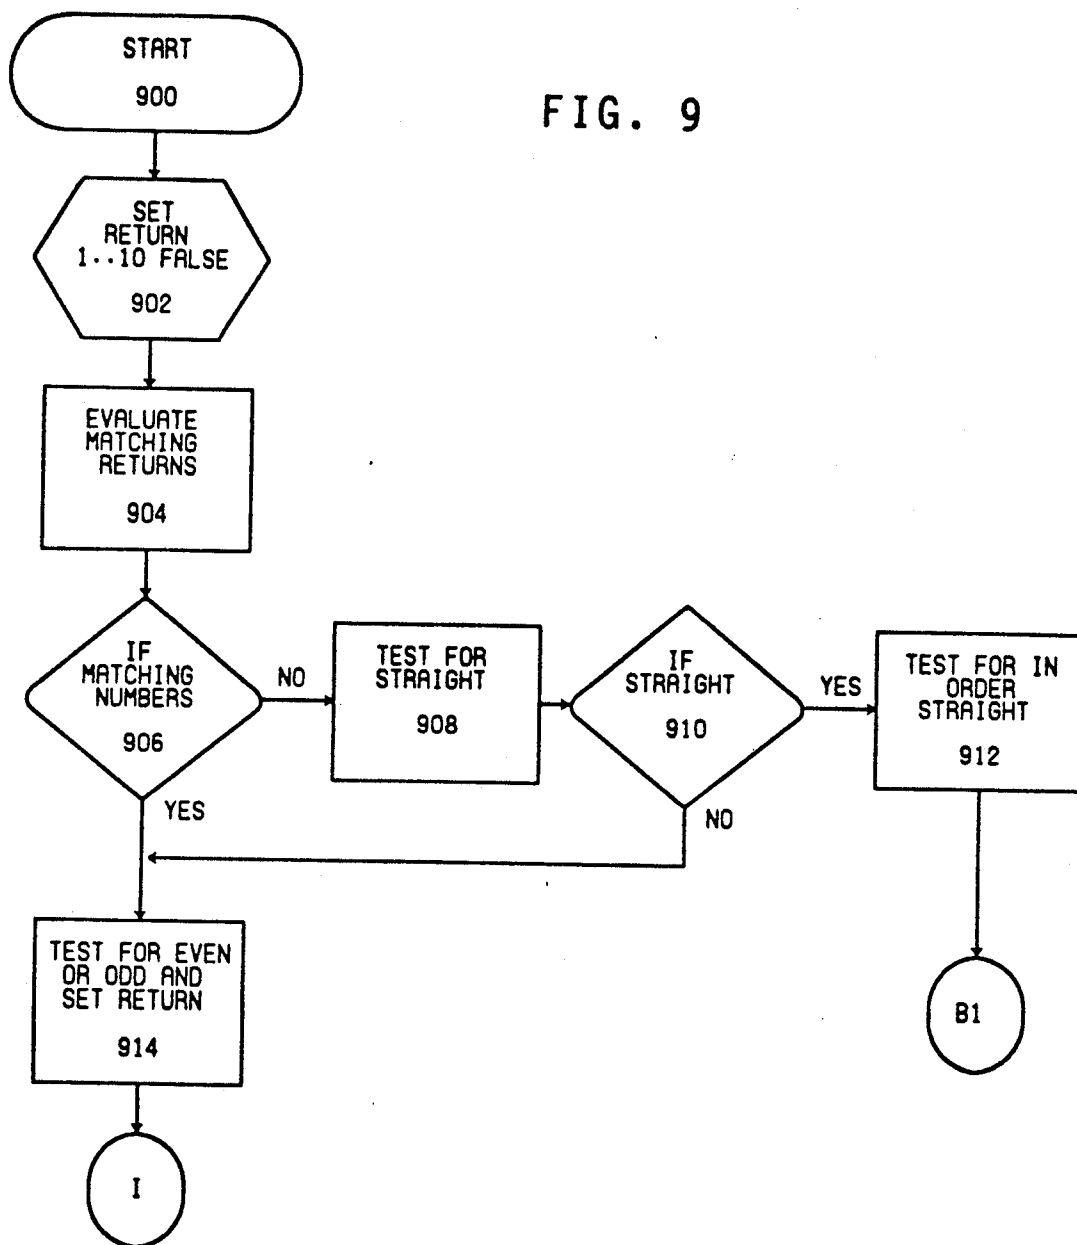 START
900
FIG. 9
SET
RETURN
1..10 FALSE
902
EVALUATE
MATCHING
RETURNS
904
IF
MATCHING
NUMBERS
906
NO
YES
TEST FOR
STRAIGHT
908
IF
STRAIGHT
910
YES
NO
TEST FOR IN
ORDER
STRAIGHT
912
B1
TEST FOR EVEN
OR ODD AND
SET RETURN
914
I